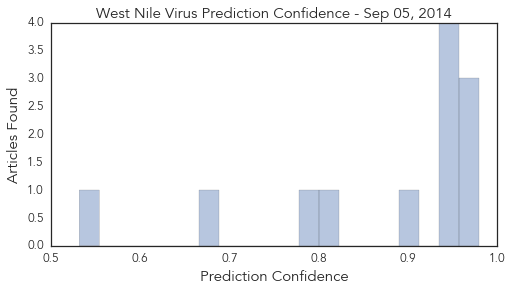 West Nile Virus Prediction Confidence - Sep 05, 2014
4.0
3.5
3.0
2.5
2.0
1.5
1.0
0.5
0.0
Articles Found
0.5 0.6 0.7 0.8 0.9 1.0
Prediction Confidence